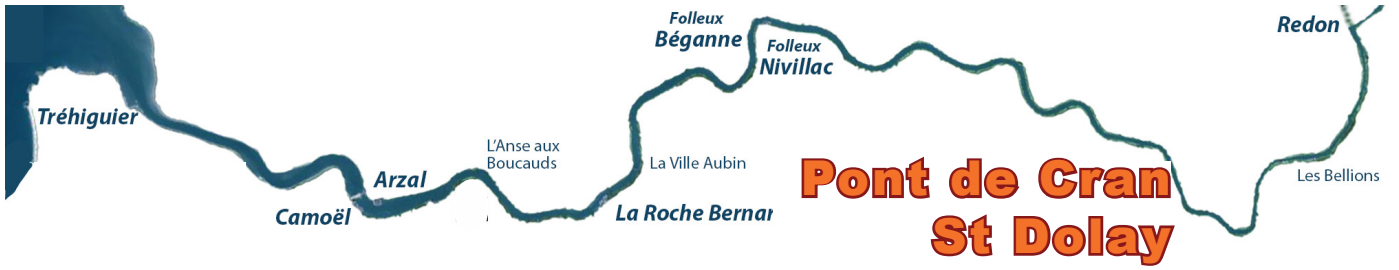 Tréhiguier
Camoël
Arzal
L'Anse aux
Boucauds
La Roche Bernar
La Ville Aubin
Folleux
Béganne
Folleux
Nivillac
Pont de Cran
St Dolay
Redon
Les Bellions